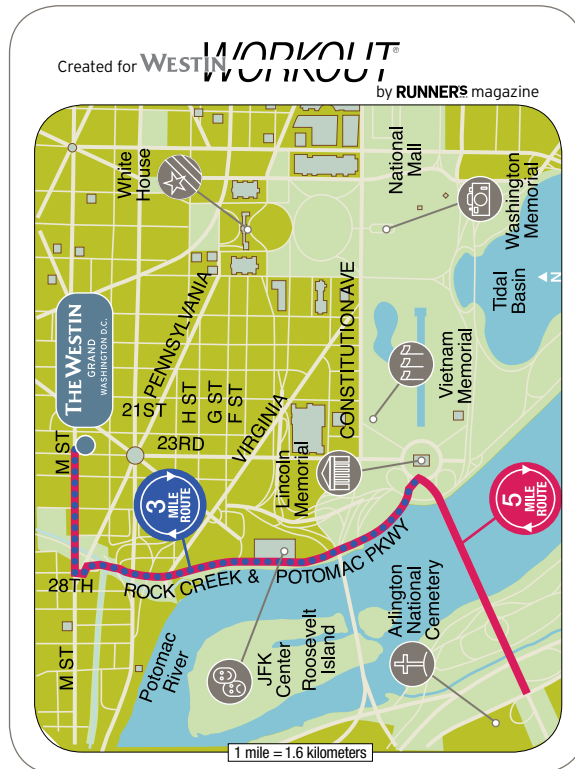 Created for WESTIN WORKOUT®
by RUNNER'S magazine
White
House
National
Mall
Washington
Memorial
Tidal
Basin
N
THE WESTIN
GRAND
WASHINGTON D.C.
PENNSYLVANIA
CONSTITUTION AVE
21ST
H ST
G ST
F ST
VIRGINIA
23RD
M ST
Vietnam
Memorial
Lincoln
Memorial
3
MILE
ROUTE
5
MILE
ROUTE
28TH
ROCK CREEK & POTOMAC PKWY
M ST
Potomac
River
JFK
Center
Roosevelt
Island
Arlington
National
Cemetery
1 mile = 1.6 kilometers